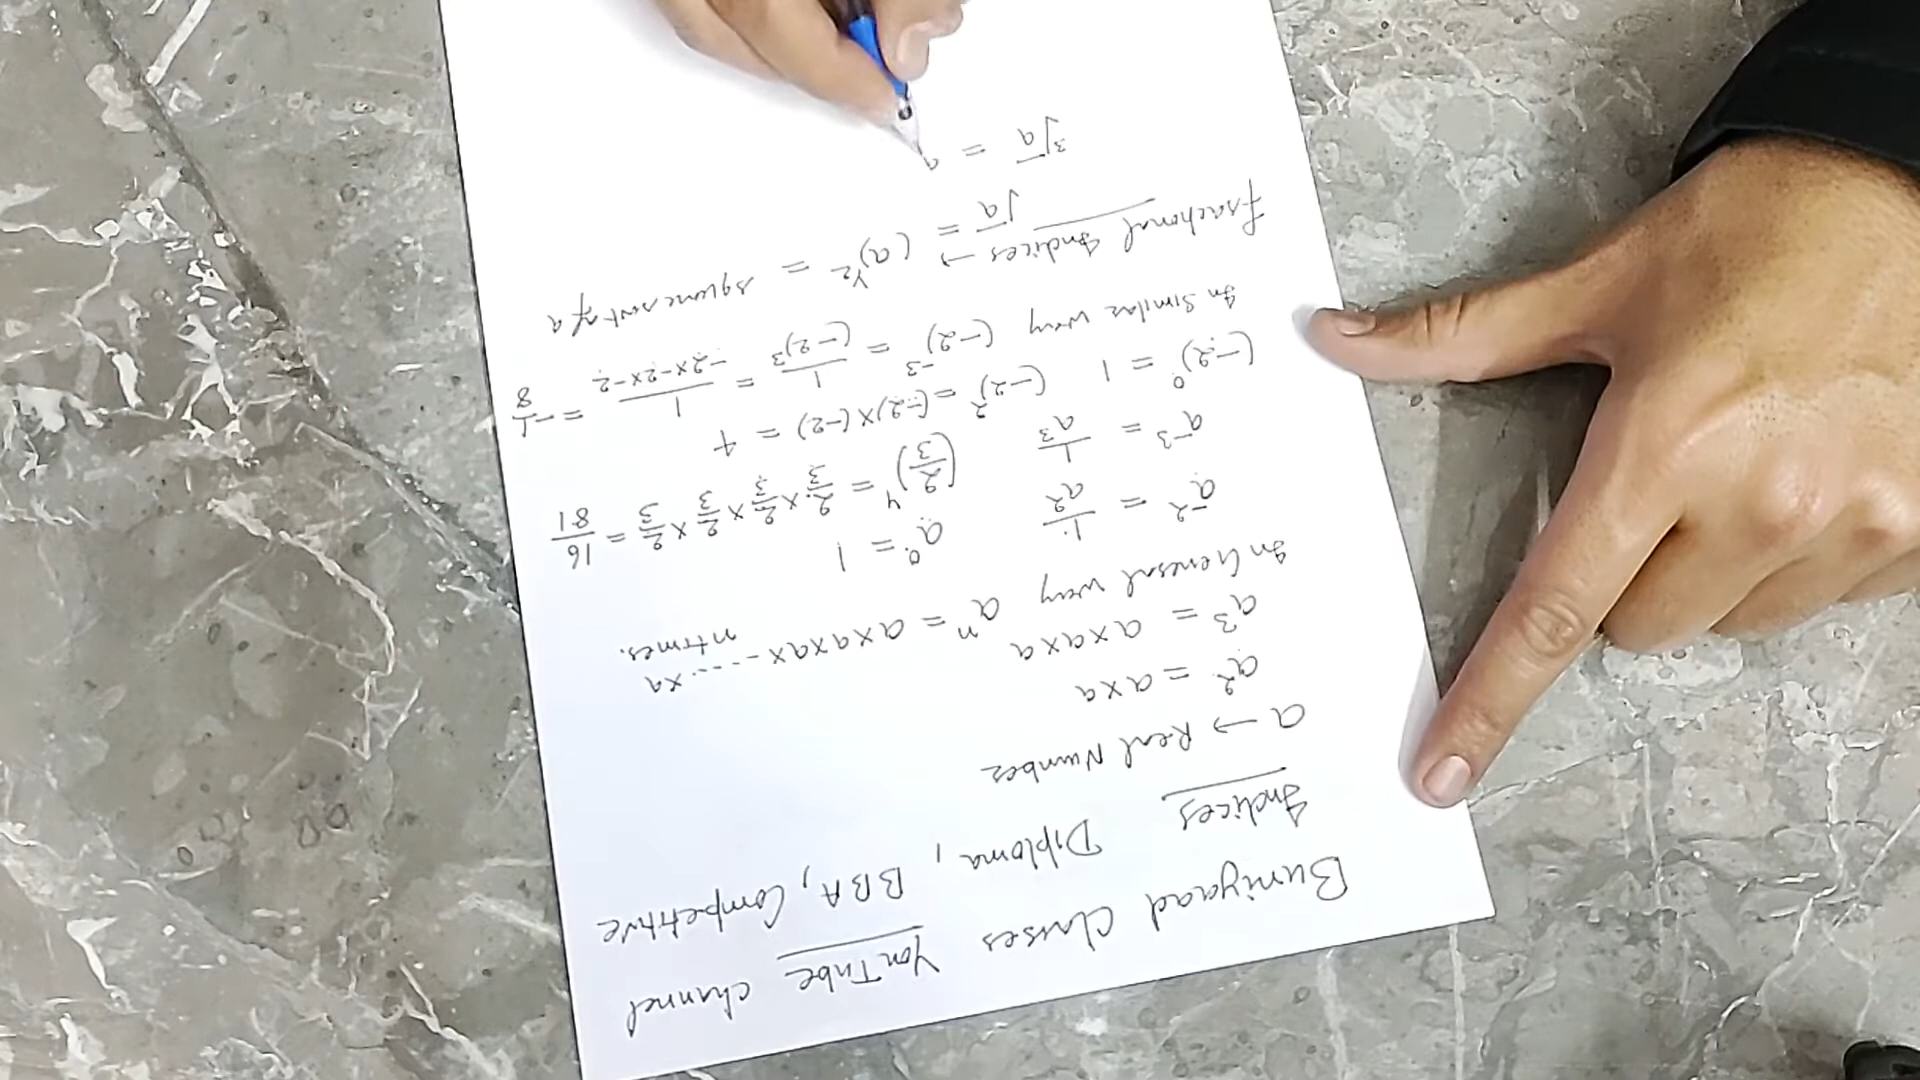 Buniyaad Classes YouTube Channel
Indices Diploma, BBA, Competitive
a → Real Number
a² = a×a
a³ = a×a×a
In General way aⁿ = a×a×a×-....×a
ntimes.
a⁻² = 1/a² a⁰ = 1
a⁻³ = 1/a³ (2/3)⁴ = 2/3 × 2/3 × 2/3 × 2/3 = 16/81
(-2)⁰ = 1 (-2)² = (-2)×(-2) = 4
In Similar way (-2)⁻³ = 1/(-2)³ = 1/-2×-2×-2 = -1/8
fractional Indices →
√a = (a)^1/2 = square root of a
³√a = a